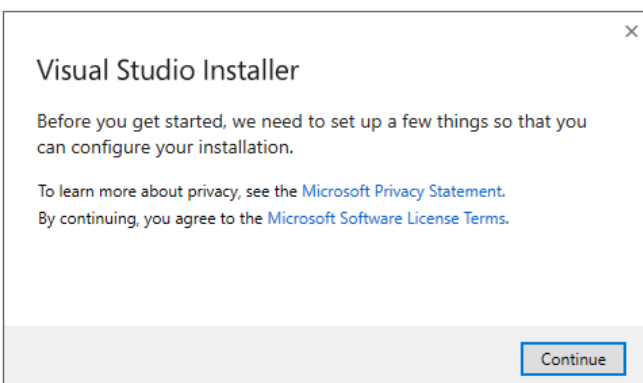 Visual Studio Installer
Before you get started, we need to set up a few things so that you
can configure your installation.
To learn more about privacy, see the Microsoft Privacy Statement.
By continuing, you agree to the Microsoft Software License Terms.
Continue